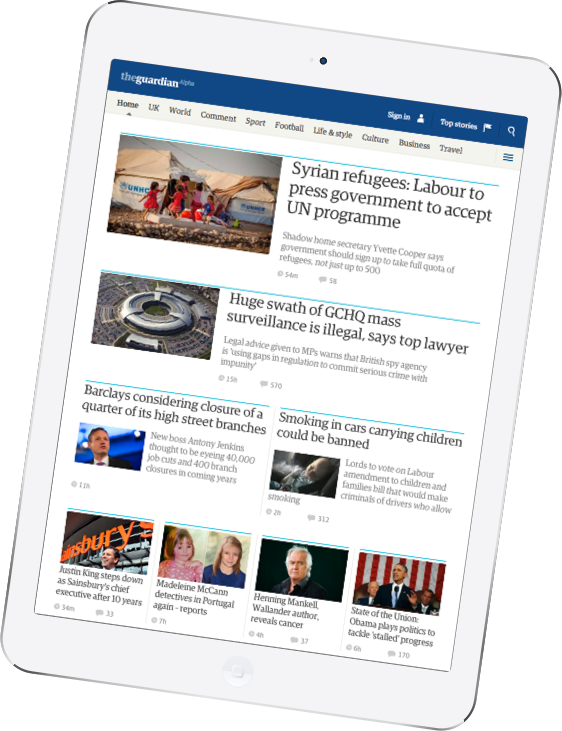 theguardian Alpha
Sign in
Top stories
Home UK World Comment Sport Football Life & style Culture Business Travel
UNHC
UNHC
Syrian refugees: Labour to
press government to accept
UN programme
Shadow home secretary Yvette Cooper says
government should sign up to take full quota of
refugees, not just up to 500
54m 58
Huge swath of GCHQ mass
surveillance is illegal, says top lawyer
Legal advice given to MPs warns that British spy agency
is 'using gaps in regulation to commit serious crime with
impunity'
15h 570
Barclays considering closure of a
quarter of its high street branches
New boss Antony Jenkins
thought to be eyeing 40,000
job cuts and 400 branch
closures in coming years
11h
Smoking in cars carrying children
could be banned
Lords to vote on Labour
amendment to children and
families bill that would make
criminals of drivers who allow
smoking
2h 312
ainsbury's
Justin King steps down
as Sainsbury's chief
executive after 10 years
34m 33
Madeleine McCann
detectives in Portugal
again - reports
7h
Henning Mankell,
Wallander author,
reveals cancer
4h 37
State of the Union:
Obama plays politics to
tackle 'stalled' progress
6h 170